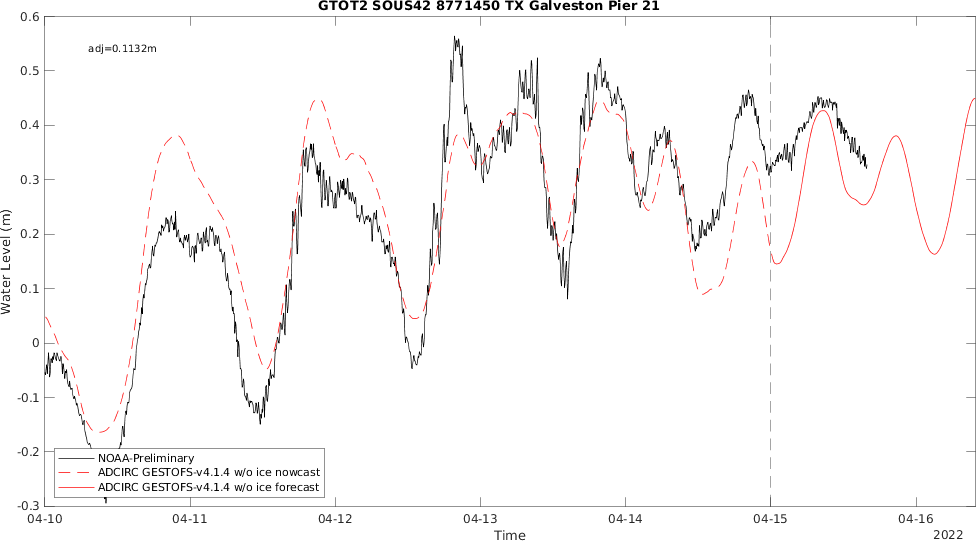 GTOT2 SOUS42 8771450 TX Galveston Pier 21
adj=0.1132m
0.6
0.5
0.4
0.3
0.2
0.1
0
-0.1
-0.2
-0.3
Water Level (m)
NOAA-Preliminary
ADCIRC GESTOFS-v4.1.4 w/o ice nowcast
ADCIRC GESTOFS-v4.1.4 w/o ice forecast
04-10 04-11 04-12 04-13 04-14 04-15 04-16
Time
2022